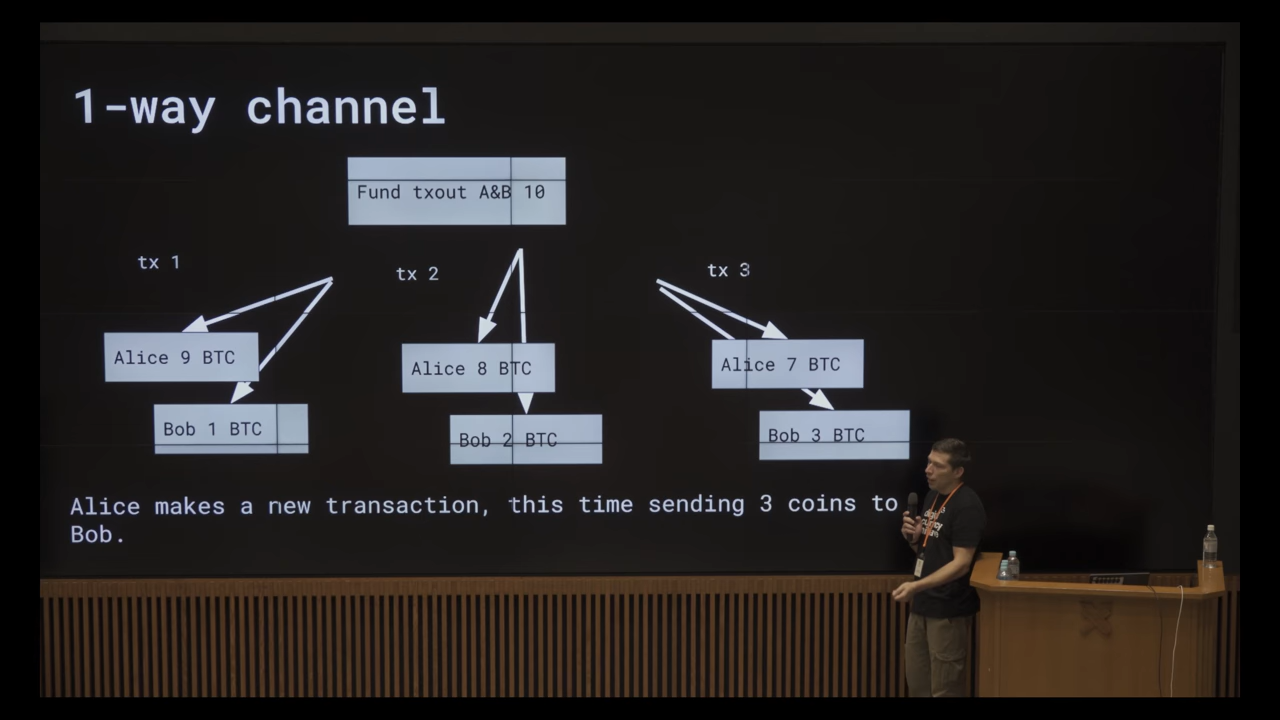 1-way channel
Fund txout A&B 10
tx 1
tx 2
tx 3
Alice 9 BTC
Alice 8 BTC
Alice 7 BTC
Bob 1 BTC
Bob 2 BTC
Bob 3 BTC
Alice makes a new transaction, this time sending 3 coins to
Bob.